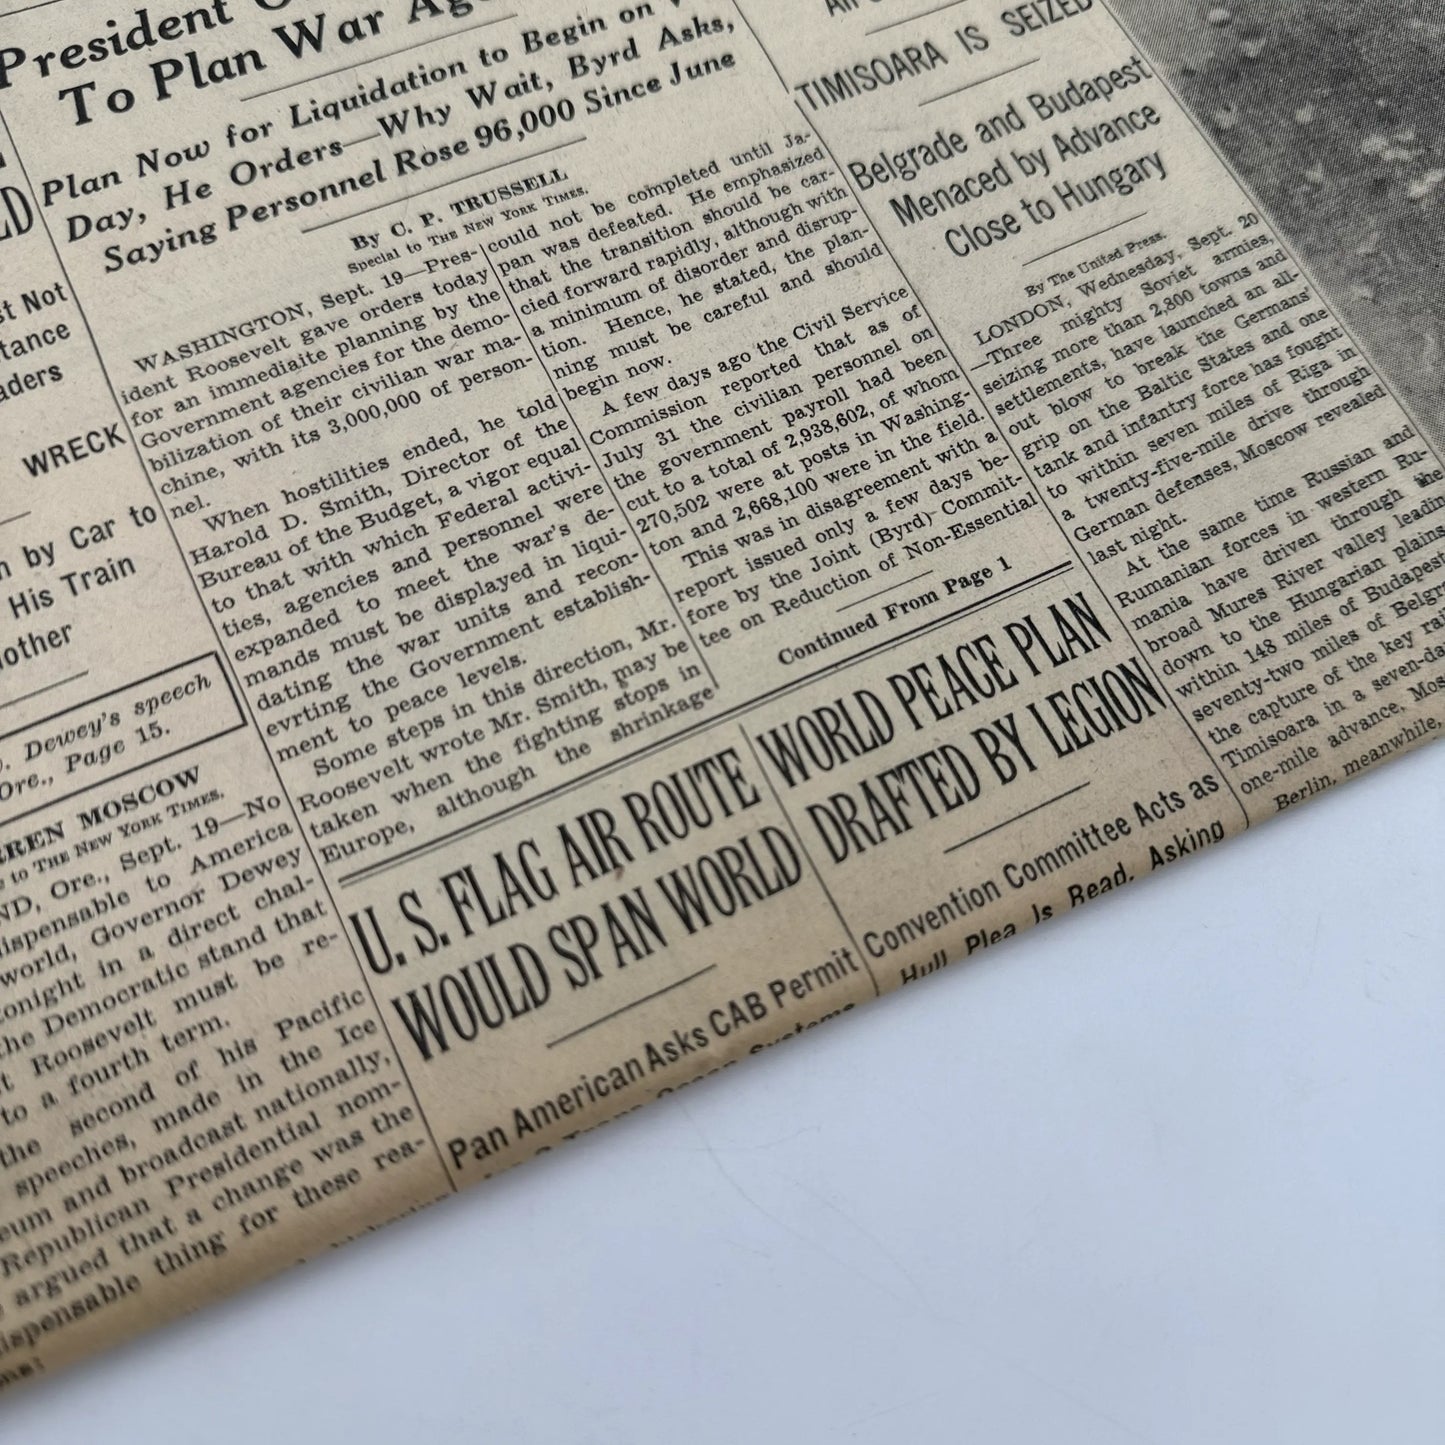 President
To Plan War
Plan Now for Liquidation to Begin on
Day, He Orders—Why Wait, Byrd Asks,
Saying Personnel Rose 96,000 Since June
By C. P. TRUSSELL
Special to THE NEW YORK TIMES.
WASHINGTON, Sept. 19—Pres-
ident Roosevelt gave orders today
for an immediaite planning by the
Government agencies for the demo-
bilization of their civilian war ma-
chine, with its 3,000,000 of person-
nel.
When hostilities ended, he told
Harold D. Smith, Director of the
Bureau of the Budget, a vigor equal
to that with which Federal activi-
ties, agencies and personnel were
expanded to meet the war's de-
mands must be displayed in liqui-
dating the war units and recon-
evrting the Government establish-
ment to peace levels.
Some steps in this direction, Mr.
Roosevelt wrote Mr. Smith, may be
taken when the fighting stops in
Europe, although the shrinkage
could not be completed until Ja-
pan was defeated. He emphasized
that the transition should be car-
cied forward rapidly, although with
a minimum of disorder and disrup-
tion. Hence, he stated, the plan-
ning must be careful and should
begin now.
A few days ago the Civil Service
Commission reported that as of
July 31 the civilian personnel on
the government payroll had been
cut to a total of 2,938,602, of whom
270,502 were at posts in Washing-
ton and 2,668,100 were in the field.
This was in disagreement with a
report issued only a few days be-
fore by the Joint (Byrd) Commit-
tee on Reduction of Non-Essential
Continued From Page 1
TIMISOARA IS SEIZED
Belgrade and Budapest
Menaced by Advance
Close to Hungary
By The United Press.
LONDON, Wednesday, Sept. 20
—Three mighty Soviet armies,
seizing more than 2,300 towns and
settlements, have launched an all-
out blow to break the Germans'
grip on the Baltic States and one
tank and infantry force has fought
to within seven miles of Riga in
a twenty-five-mile drive through
German defenses, Moscow revealed
last night.
At the same time Russian and
Rumanian forces in western Ru-
mania have driven through the
broad Mures River valley leadin
down to the Hungarian plains
within 148 miles of Budapest
seventy-two miles of Belgr
the capture of the key ra
Timisoara in a seven-da
one-mile advance, Mos
Berlin, meanwhile,
U. S. FLAG AIR ROUTE
WOULD SPAN WORLD
Pan American Asks CAB Permit
WORLD PEACE PLAN
DRAFTED BY LEGION
Convention Committee Acts as
Hull Plea Is Read, Asking
LD
st Not
tance
aders
WRECK
n by Car to
His Train
other
Dewey's speech
Ore., Page 15.
REN MOSCOW
to THE NEW YORK TIMES.
ND, Ore., Sept. 19—No
dispensable to America
world, Governor Dewey
onight in a direct chal-
the Democratic stand that
t Roosevelt must be re-
to a fourth term.
the second of his Pacific
speeches, made in the Ice
eum and broadcast nationally,
Republican Presidential nom-
argued that a change was the
ispensable thing for these rea-
ons: